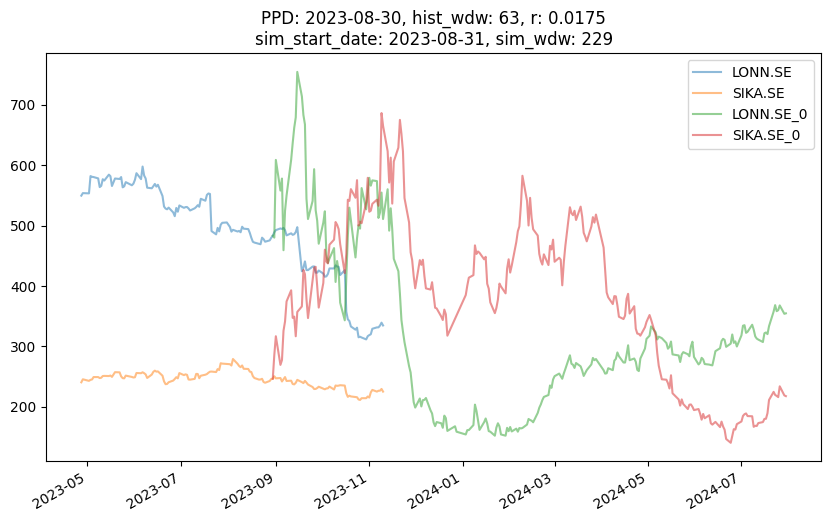 PPD: 2023-08-30, hist_wdw: 63, r: 0.0175
sim_start_date: 2023-08-31, sim_wdw: 229
LONN.SE
SIKA.SE
LONN.SE_0
SIKA.SE_0
700
600
500
400
300
200
2023-05
2023-07
2023-09
2023-11
2024-01
2024-03
2024-05
2024-07